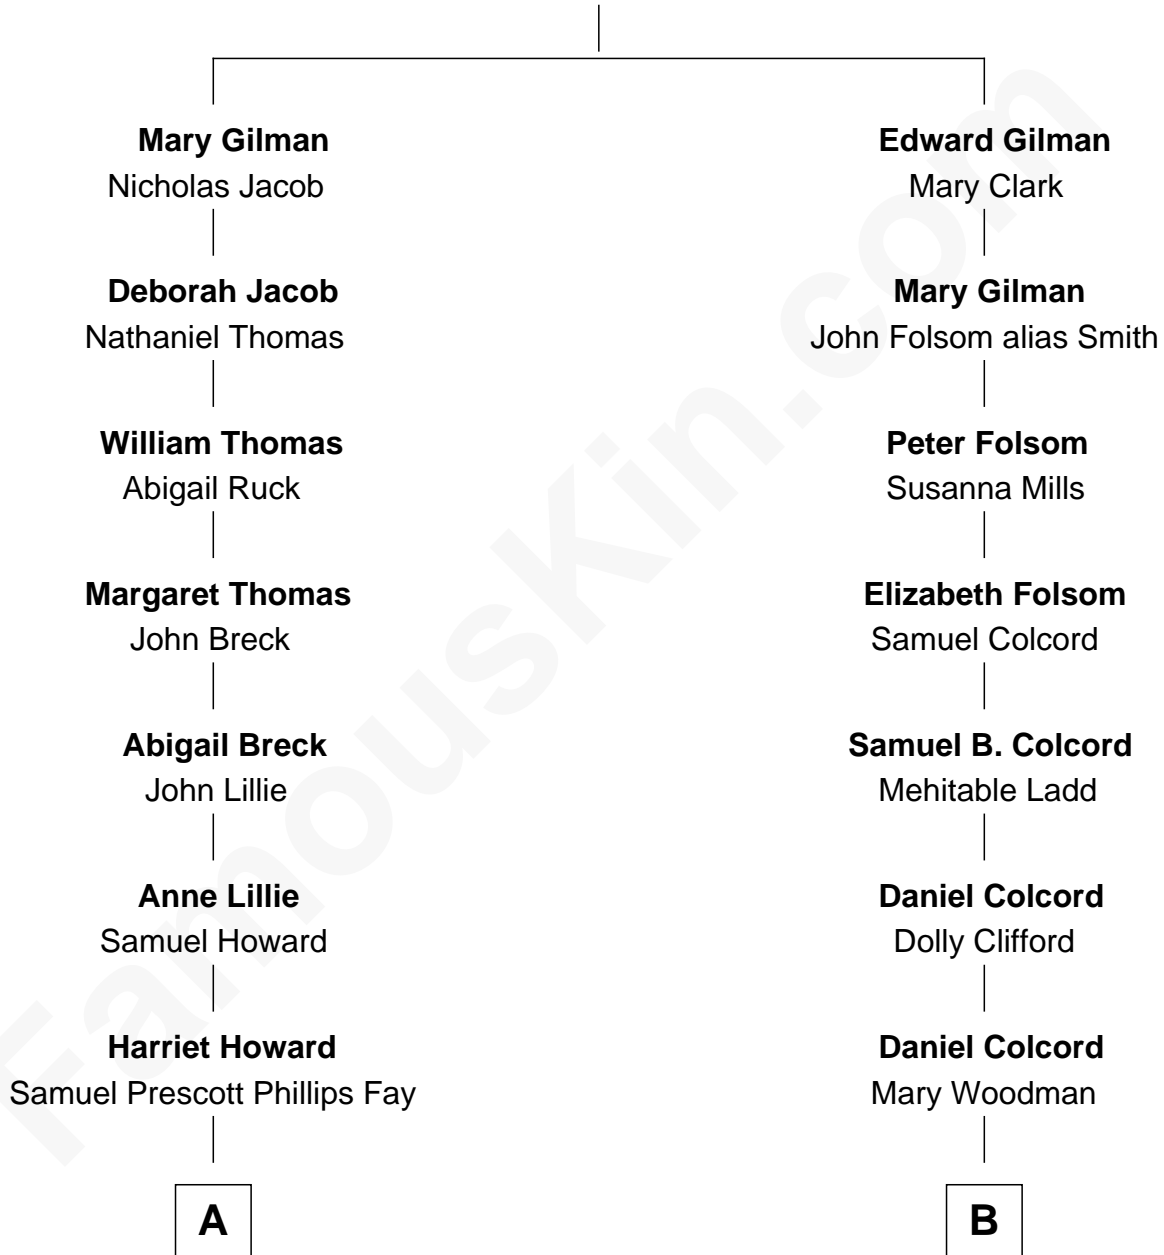 Mary Gilman
Nicholas Jacob
Deborah Jacob
Nathaniel Thomas
William Thomas
Abigail Ruck
Margaret Thomas
John Breck
Abigail Breck
John Lillie
Anne Lillie
Samuel Howard
Harriet Howard
Samuel Prescott Phillips Fay
A
Edward Gilman
Mary Clark
Mary Gilman
John Folsom alias Smith
Peter Folsom
Susanna Mills
Elizabeth Folsom
Samuel Colcord
Samuel B. Colcord
Mehitable Ladd
Daniel Colcord
Dolly Clifford
Daniel Colcord
Mary Woodman
B
FamousKin.com